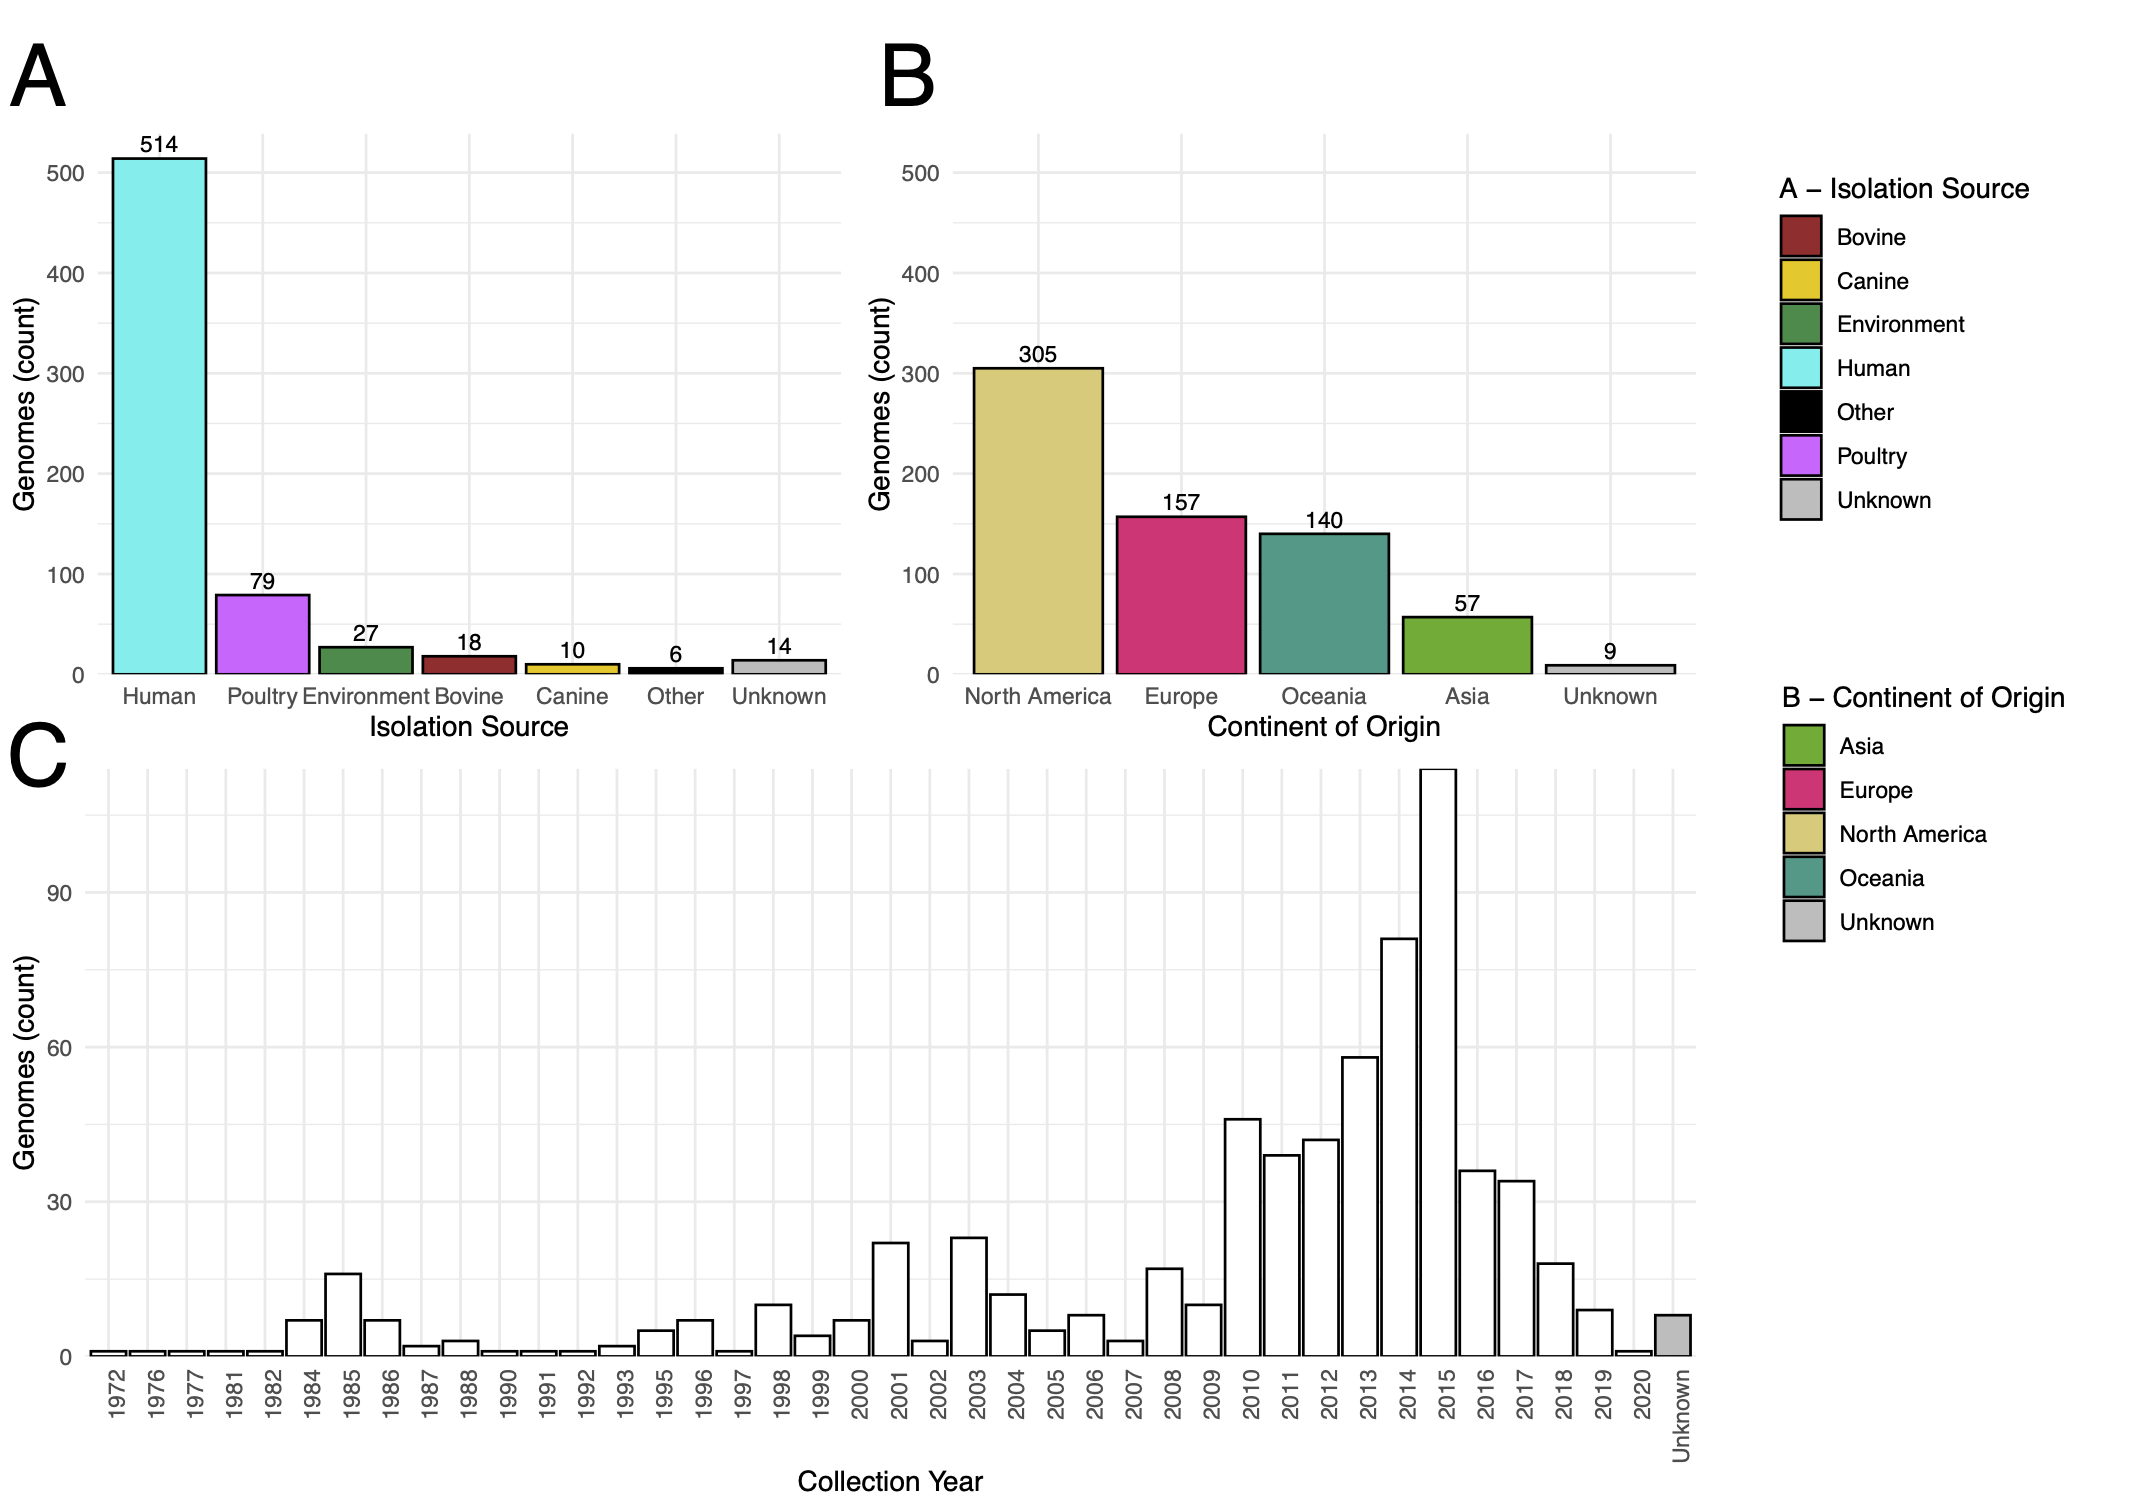 A
B
514
500
400
300
200
100
0
Genomes (count)
79
27
18
10
6
14
Human Poultry Environment Bovine Canine Other Unknown
Isolation Source
500
400
300
200
100
0
Genomes (count)
305
157
140
57
9
North America Europe Oceania Asia Unknown
Continent of Origin
A – Isolation Source
Bovine
Canine
Environment
Human
Other
Poultry
Unknown
B – Continent of Origin
Asia
Europe
North America
Oceania
Unknown
C
90
60
30
0
Genomes (count)
1972 1976 1977 1981 1982 1984 1985 1986 1987 1988 1990 1991 1992 1993 1995 1996 1997 1998 1999 2000 2001 2002 2003 2004 2005 2006 2007 2008 2009 2010 2011 2012 2013 2014 2015 2016 2017 2018 2019 2020 Unknown
Collection Year